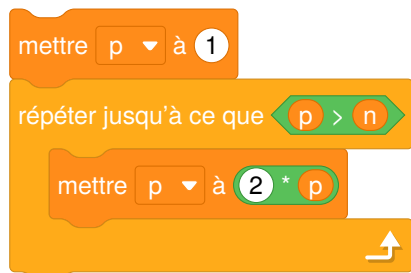 mettre p à 1
répéter jusqu'à ce que p > n
mettre p à 2 * p